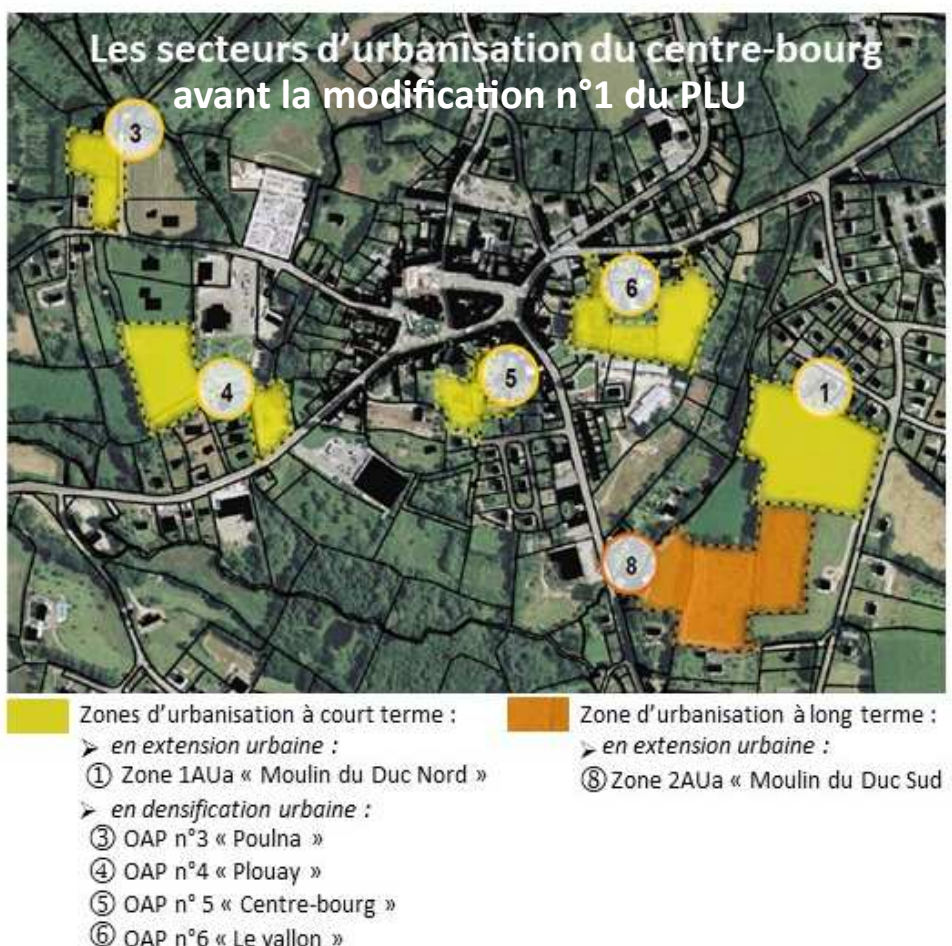 Les secteurs d’urbanisation du centre-bourg
avant la modification n°1 du PLU
3
6
5
4
1
8
Zones d’urbanisation à court terme :
➢ en extension urbaine :
① Zone 1AUa « Moulin du Duc Nord »
➢ en densification urbaine :
③ OAP n°3 « Poulna »
④ OAP n°4 « Plouay »
⑤ OAP n° 5 « Centre-bourg »
⑥ OAP n°6 « Le vallon »
Zone d’urbanisation à long terme :
➢ en extension urbaine :
⑧ Zone 2AUa « Moulin du Duc Sud